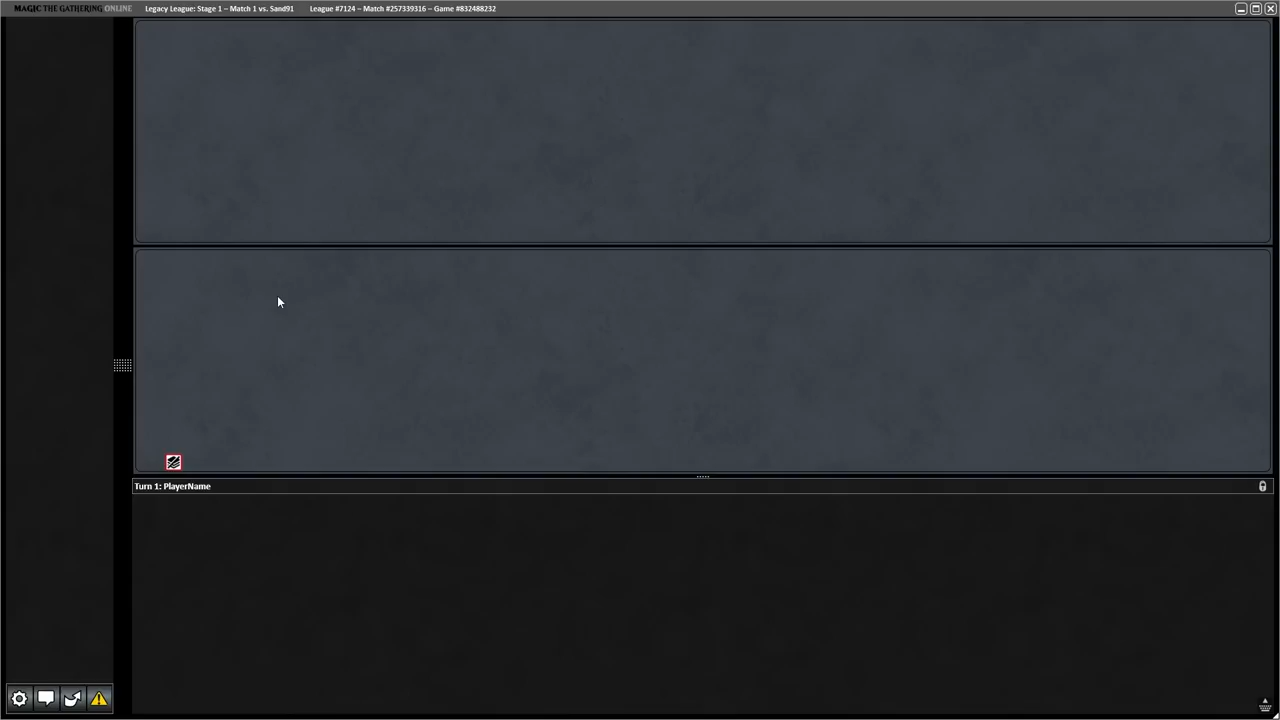 MAGIC THE GATHERING ONLINE Legacy League: Stage 1 – Match 1 vs. Sand91 League #7124 – Match #257339316 – Game #832488232
Turn 1: PlayerName